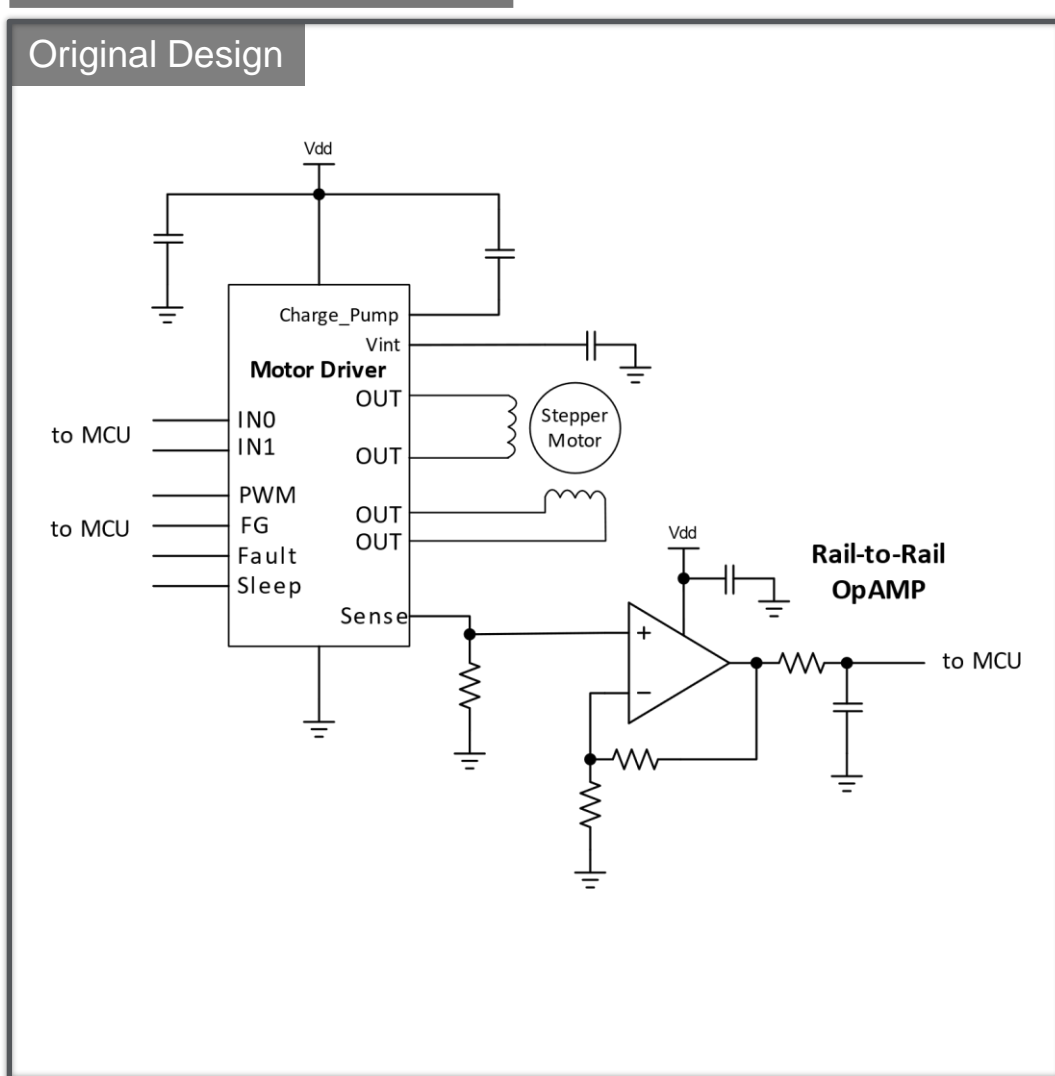 Original Design
Vdd
Charge_Pump
Vint
Motor Driver
OUT
IN0
to MCU
IN1
OUT
Stepper
Motor
PWM
OUT
to MCU
FG
OUT
Fault
Sleep
Sense
Vdd
Rail-to-Rail
OpAMP
+
−
to MCU